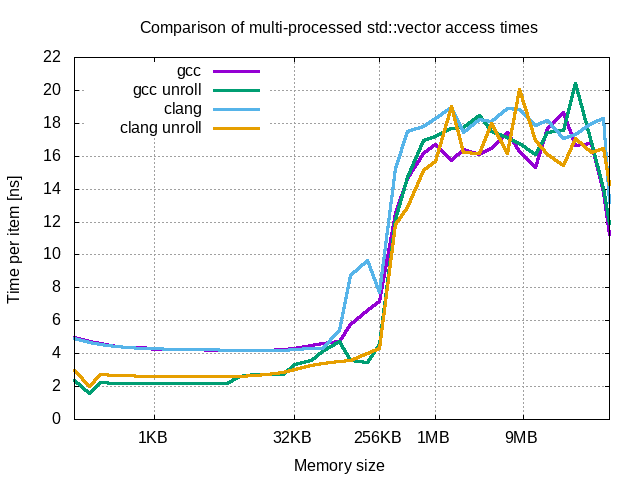 Comparison of multi-processed std::vector access times
gcc
gcc unroll
clang
clang unroll
Time per item [ns]
22
20
18
16
14
12
10
8
6
4
2
0
1KB 32KB 256KB 1MB 9MB
Memory size